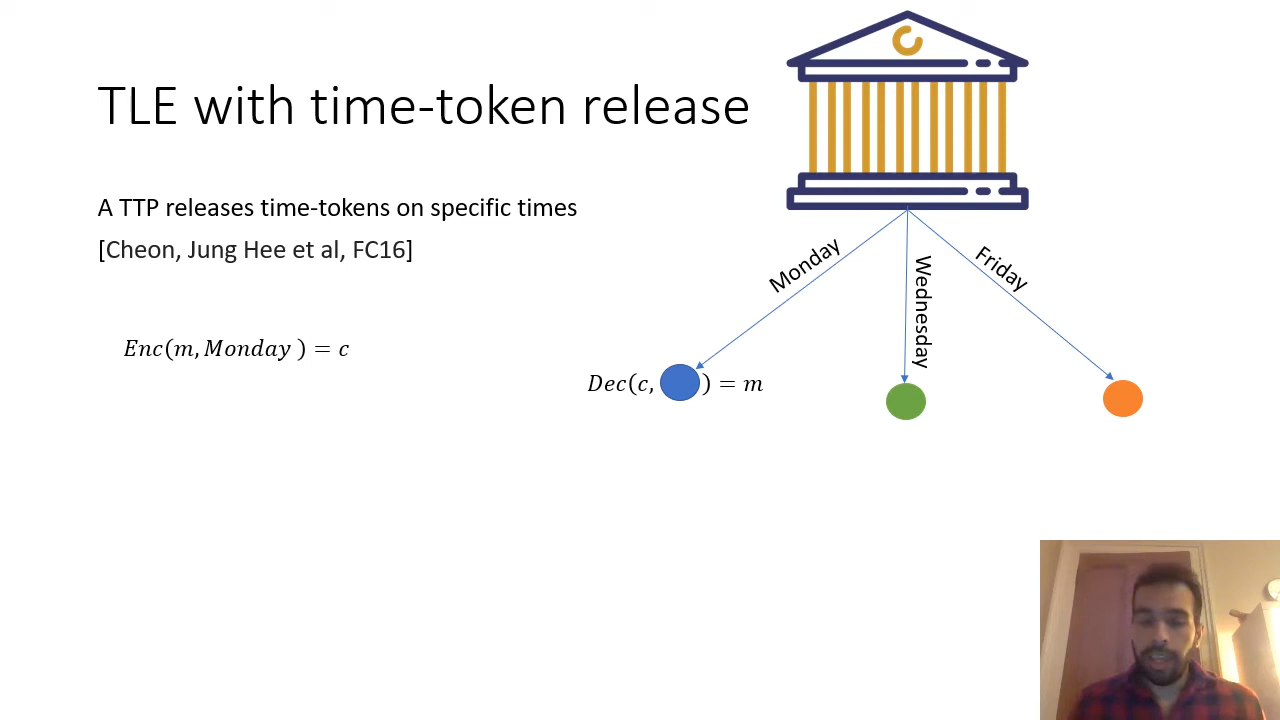 TLE with time-token release
A TTP releases time-tokens on specific times
[Cheon, Jung Hee et al, FC16]
Monday
Wednesday
Friday
Enc(m, Monday ) = c
Dec(c, ) = m